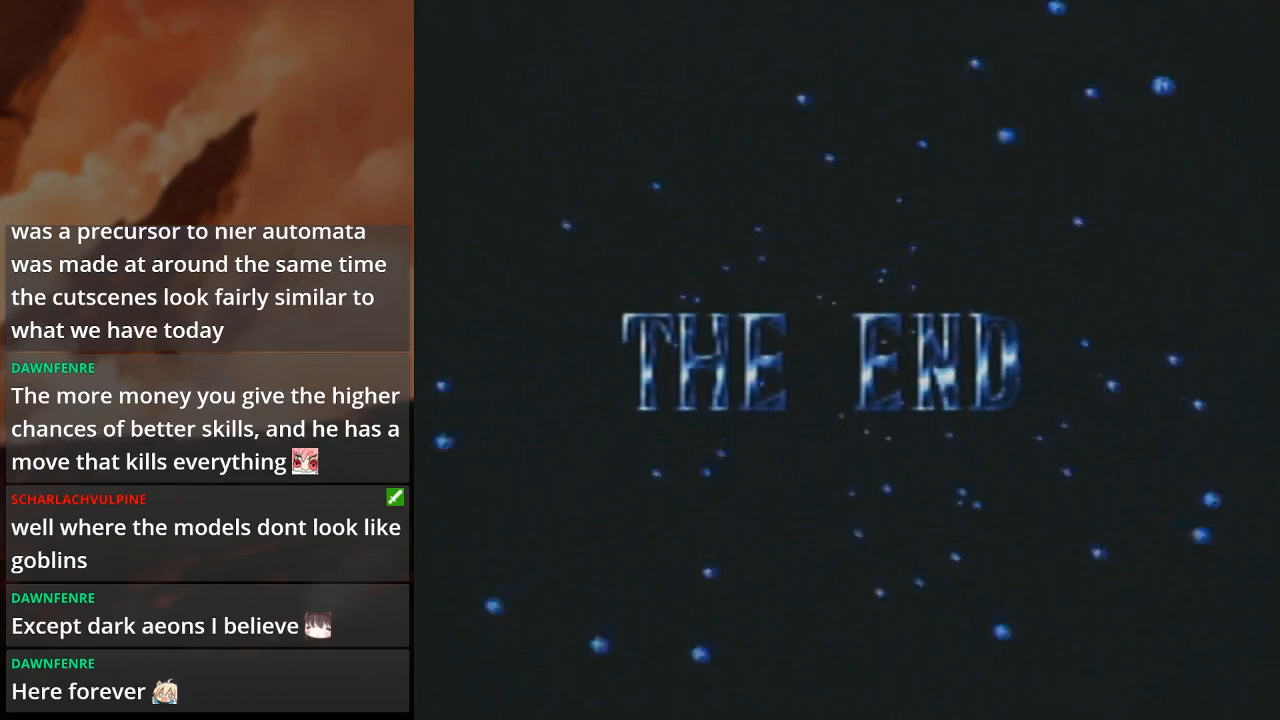 was a precursor to nier automata
was made at around the same time
the cutscenes look fairly similar to
what we have today
DAWNFENRE
The more money you give the higher
chances of better skills, and he has a
move that kills everything
SCHARLACHVULPINE
well where the models dont look like
goblins
DAWNFENRE
Except dark aeons I believe
DAWNFENRE
Here forever
THE END